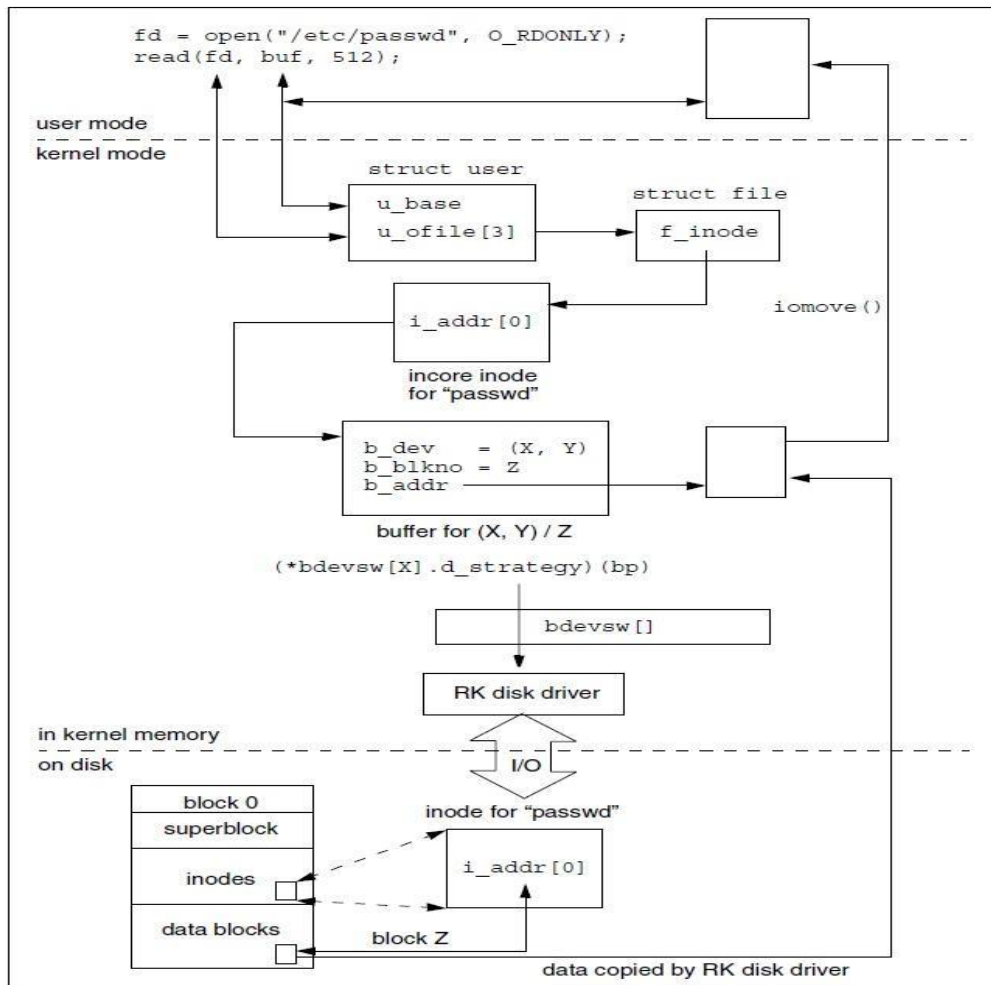 fd = open("/etc/passwd", O_RDONLY);
read(fd, buf, 512);
user mode
kernel mode
struct user
u_base
u_ofile[3]
struct file
f_inode
iomove()
i_addr[0]
incore inode
for “passwd”
b_dev = (X, Y)
b_blkno = Z
b_addr
buffer for (X, Y) / Z
(*bdevsw[X].d_strategy)(bp)
bdevsw[]
RK disk driver
in kernel memory
on disk
I/O
block 0
superblock
inodes
data blocks
inode for “passwd”
i_addr[0]
block Z
data copied by RK disk driver